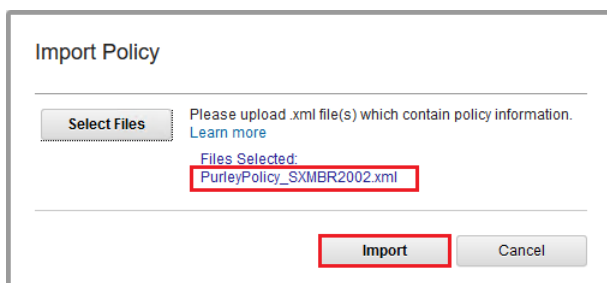 Import Policy
Select Files
Please upload .xml file(s) which contain policy information.
Learn more
Files Selected:
PurleyPolicy_SXMBR2002.xml
Import
Cancel